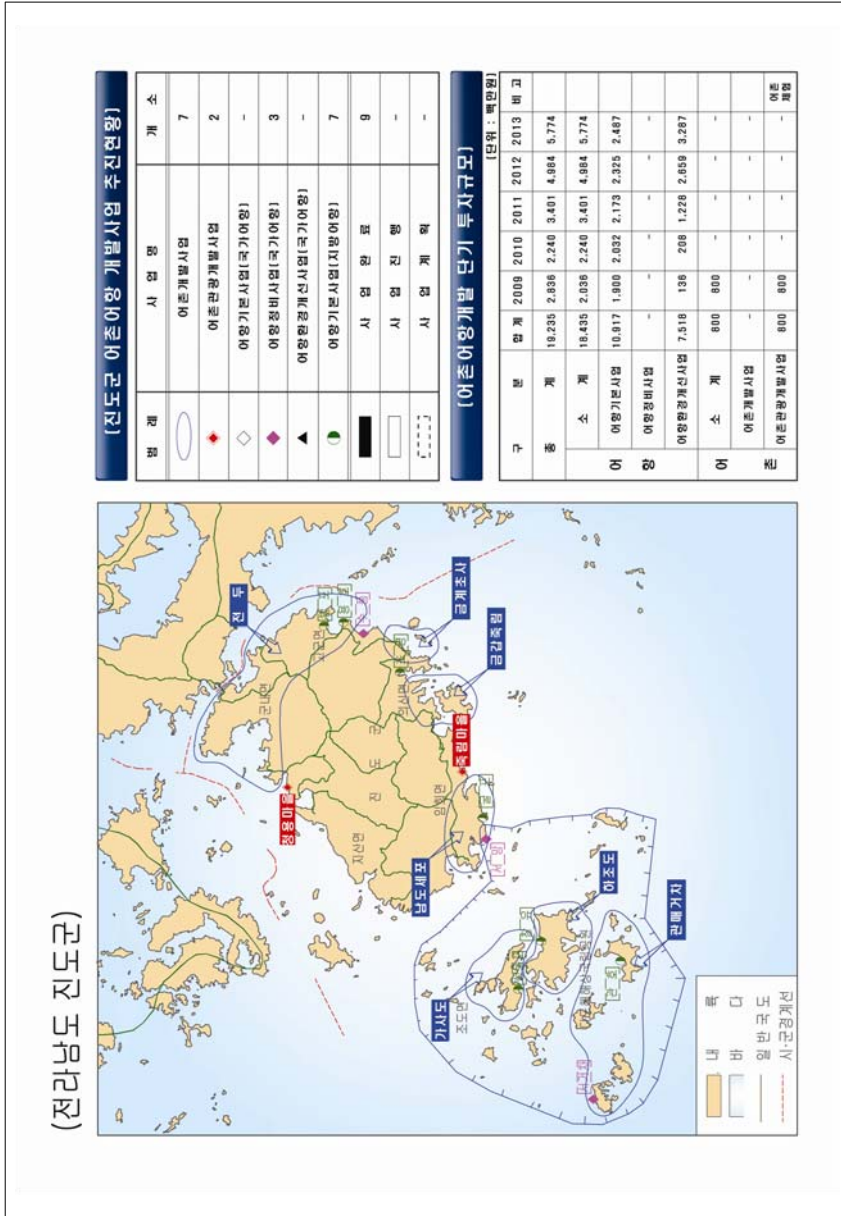 (전라남도 진도군)
전 두
군내면
고군면
금계초사
의신면
금갑죽림
쉬미마을
죽림마을
진 도 군
지산면
임회면
남도세포
서 망
가사도
조도면
하조도
관매거차
관 호
내 륙
바 다
일 반 국 도
시·군경계선
[진도군 어촌어항 개발사업 추진현황]
범 례 사 업 명 개 소
어촌개발사업 7
어촌관광개발사업 2
어항기본사업(국가어항) -
어항정비사업(국가어항) 3
어항환경개선사업(국가어항) -
어항기본사업(지방어항) 7
사 업 완 료 9
사 업 진 행 -
사 업 계 획 -
[어촌어항개발 단기 투자규모]
[단위 : 백만원]
구 분 합 계 2009 2010 2011 2012 2013 비 고
총 계 19,235 2,836 2,240 3,401 4,984 5,774
어 항 소 계 18,435 2,036 2,240 3,401 4,984 5,774
어항기본사업 10,917 1,900 2,032 2,173 2,325 2,487
어항정비사업 - - - - - -
어항환경개선사업 7,518 136 208 1,228 2,659 3,287
어 촌 소 계 800 800 - - - -
어촌개발사업 - - - - - -
어촌관광개발사업 800 800 - - - - 어촌체험